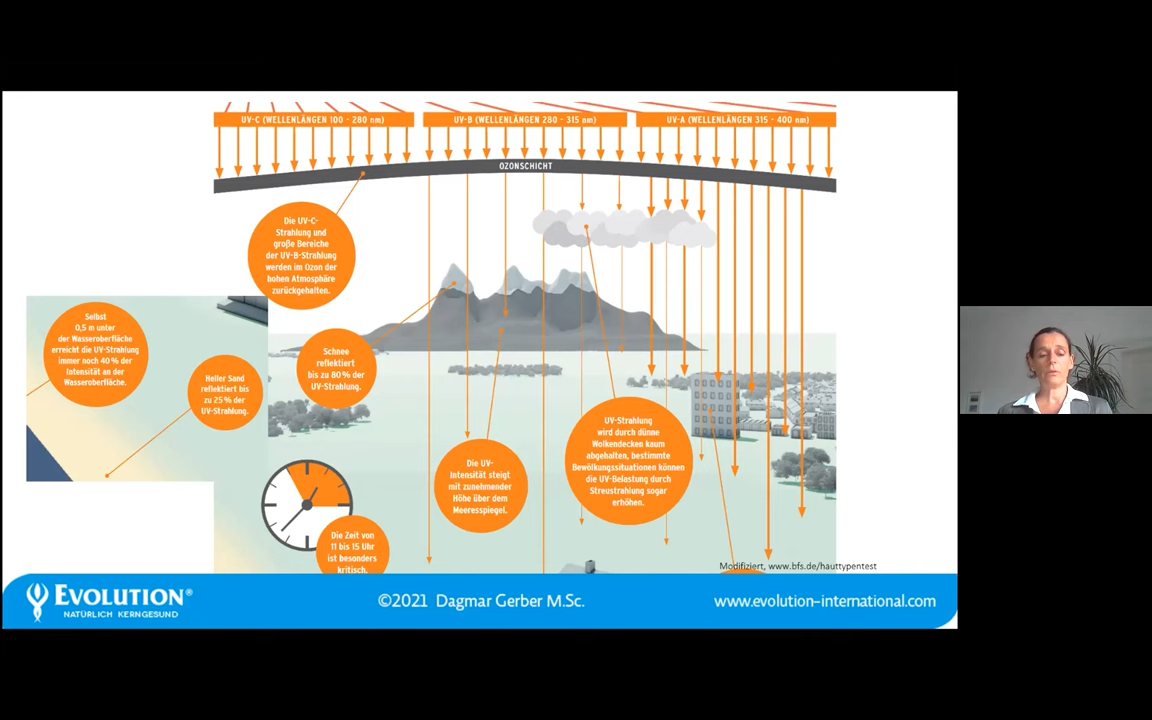 UV-C (WELLENLÄNGEN 100 - 280 nm)
UV-B (WELLENLÄNGEN 280 - 315 nm)
UV-A (WELLENLÄNGEN 315 - 400 nm)
OZONSCHICHT
Die UV-C-
Strahlung und
große Bereiche
der UV-B-Strahlung
werden im Ozon der
hohen Atmosphäre
zurückgehalten.
Selbst
0,5 m unter
der Wasseroberfläche
erreicht die UV-Strahlung
immer noch 40 % der
Intensität an der
Wasseroberfläche.
Heller Sand
reflektiert bis
zu 25 % der
UV-Strahlung.
Schnee
reflektiert
bis zu 80 % der
UV-Strahlung.
Die UV-
Intensität steigt
mit zunehmender
Höhe über dem
Meeresspiegel.
UV-Strahlung
wird durch dünne
Wolkendecken kaum
abgehalten, bestimmte
Bewölkungssituationen können
die UV-Belastung durch
Streustrahlung sogar
erhöhen.
Die Zeit von
11 bis 15 Uhr
ist besonders
kritisch.
Modifiziert, www.bfs.de/hauttypentest
EVOLUTION®
NATÜRLICH KERNGESUND
©2021 Dagmar Gerber M.Sc.
www.evolution-international.com